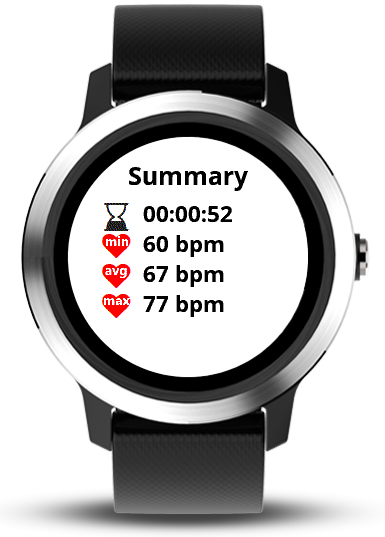 Summary
00:00:52
min 60 bpm
avg 67 bpm
max 77 bpm